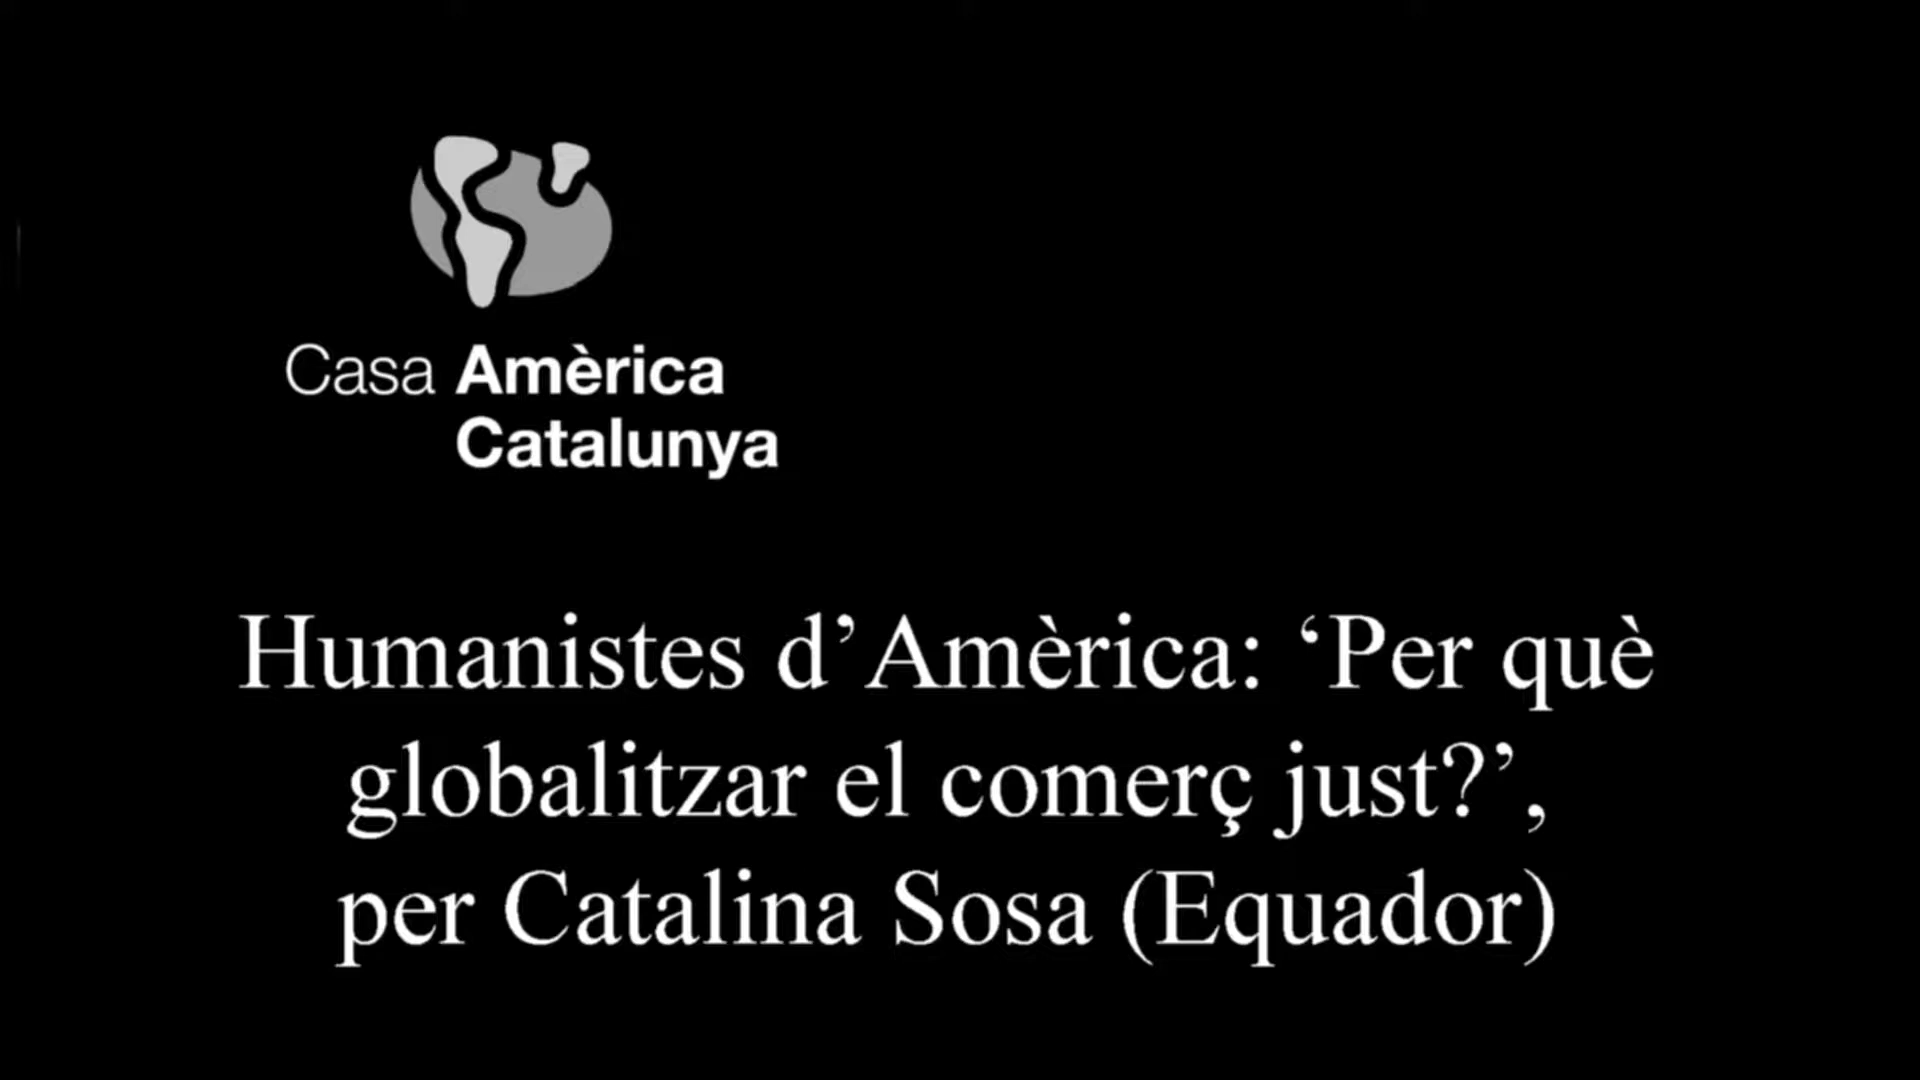 Casa Amèrica
Catalunya
Humanistes d’Amèrica: ‘Per què
globalitzar el comerç just?’,
per Catalina Sosa (Equador)